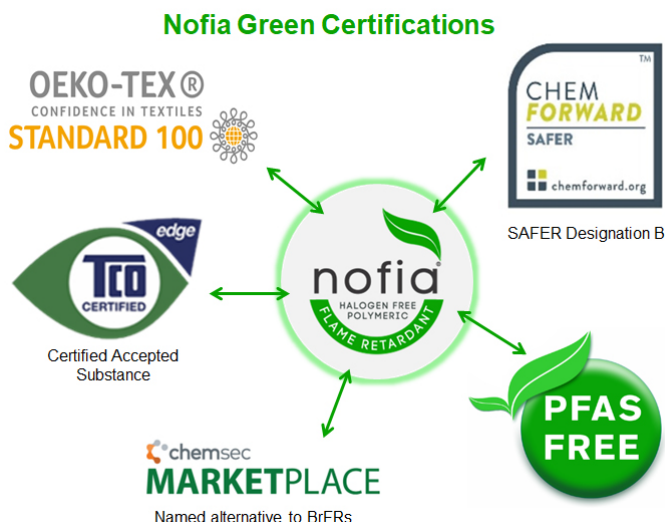 Nofia Green Certifications
OEKO-TEX®
CONFIDENCE IN TEXTILES
STANDARD 100
TM
CHEM
FORWARD
SAFER
chemforward.org
SAFER Designation B
edge
TCO
CERTIFIED
Certified Accepted
Substance
nofia®
HALOGEN FREE
POLYMERIC
FLAME RETARDANT
PFAS
FREE
chemsec
MARKETPLACE
Named alternative to BrFRs